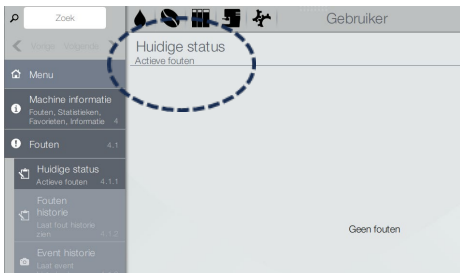 Zoek
Gebruiker
Vorige Volgende
Huidige status
Actieve fouten
Menu
Machine informatie
Fouten, Statistieken,
Favorieten, Informatie 4
Fouten 4.1
Huidige status
Actieve fouten 4.1.1
Fouten
historie
Laat fout historie
zien 4.1.2
Event historie
Laat event
Geen fouten